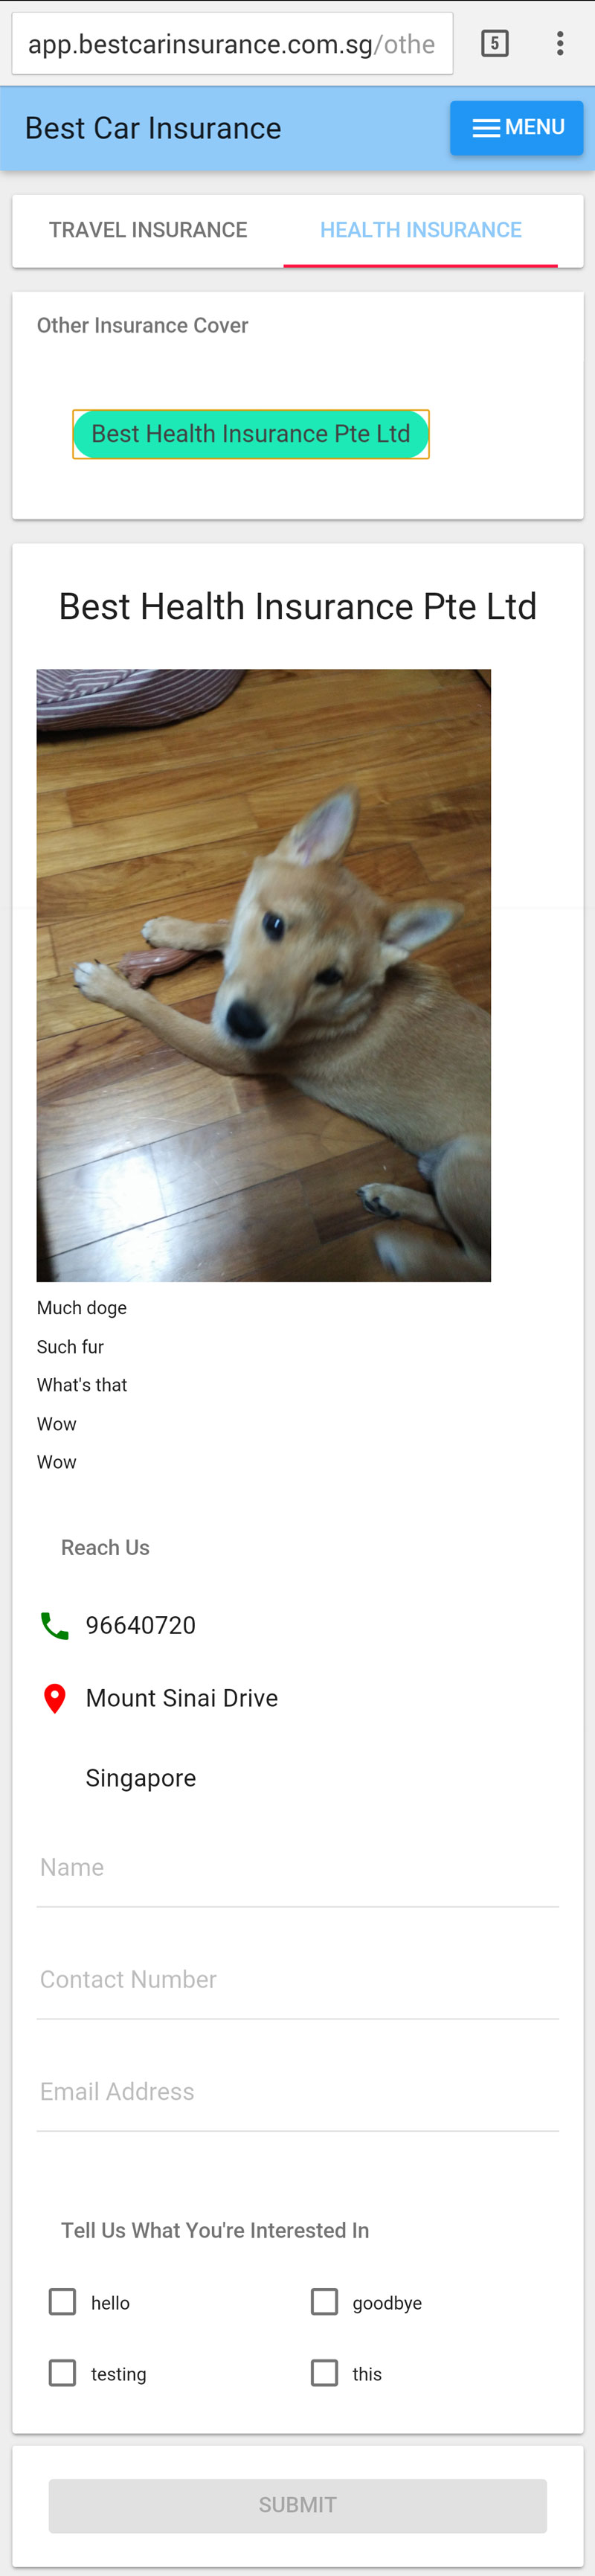 app.bestcarinsurance.com.sg/othe
5
Best Car Insurance
MENU
TRAVEL INSURANCE
HEALTH INSURANCE
Other Insurance Cover
Best Health Insurance Pte Ltd
Best Health Insurance Pte Ltd
Much doge
Such fur
What's that
Wow
Wow
Reach Us
96640720
Mount Sinai Drive
Singapore
Name
Contact Number
Email Address
Tell Us What You're Interested In
hello
goodbye
testing
this
SUBMIT